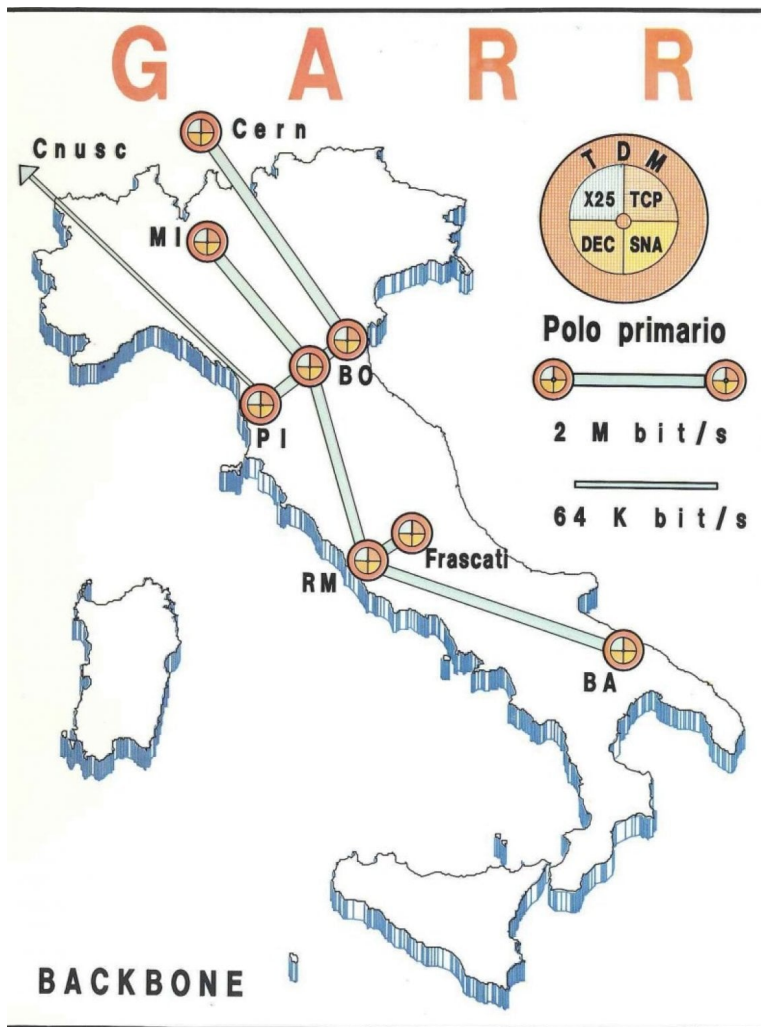 G A R R
Cern
Cnusc
T D M
X25 TCP
DEC SNA
MI
Polo primario
BO
PI
2 M bit/s
64 K bit/s
Frascati
RM
BA
BACKBONE